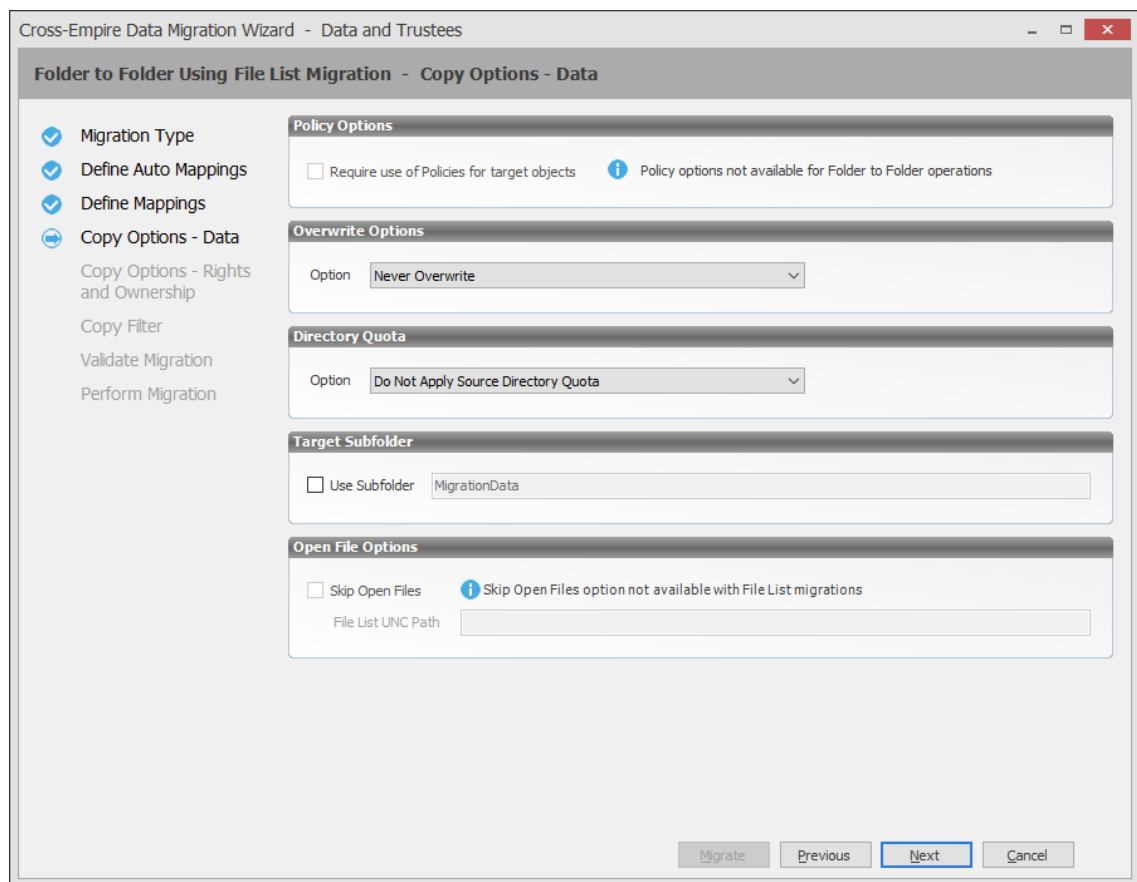 Cross-Empire Data Migration Wizard - Data and Trustees
Folder to Folder Using File List Migration - Copy Options - Data
Migration Type
Define Auto Mappings
Define Mappings
Copy Options - Data
Copy Options - Rights
and Ownership
Copy Filter
Validate Migration
Perform Migration
Policy Options
Require use of Policies for target objects
Policy options not available for Folder to Folder operations
Overwrite Options
Option
Never Overwrite
Directory Quota
Option
Do Not Apply Source Directory Quota
Target Subfolder
Use Subfolder
MigrationData
Open File Options
Skip Open Files
Skip Open Files option not available with File List migrations
File List UNC Path
Migrate
Previous
Next
Cancel